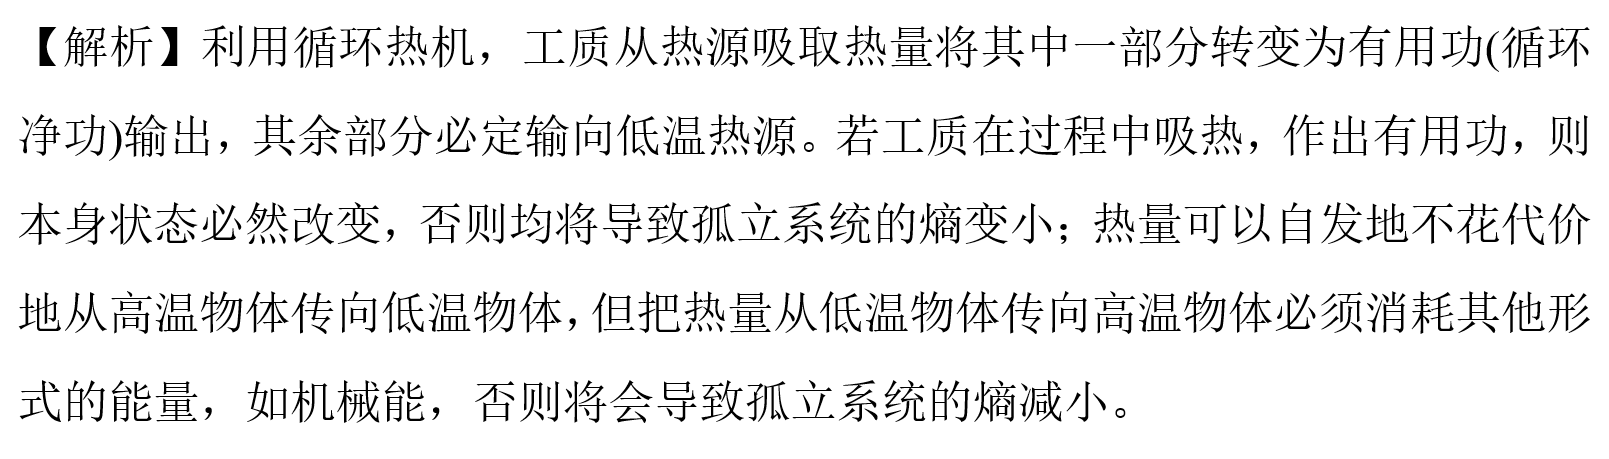 【解析】利用循环热机，工质从热源吸取热量将其中一部分转变为有用功(循环
净功)输出，其余部分必定输向低温热源。若工质在过程中吸热，作出有用功，则
本身状态必然改变，否则均将导致孤立系统的熵变小；热量可以自发地不花代价
地从高温物体传向低温物体，但把热量从低温物体传向高温物体必须消耗其他形
式的能量，如机械能，否则将会导致孤立系统的熵减小。